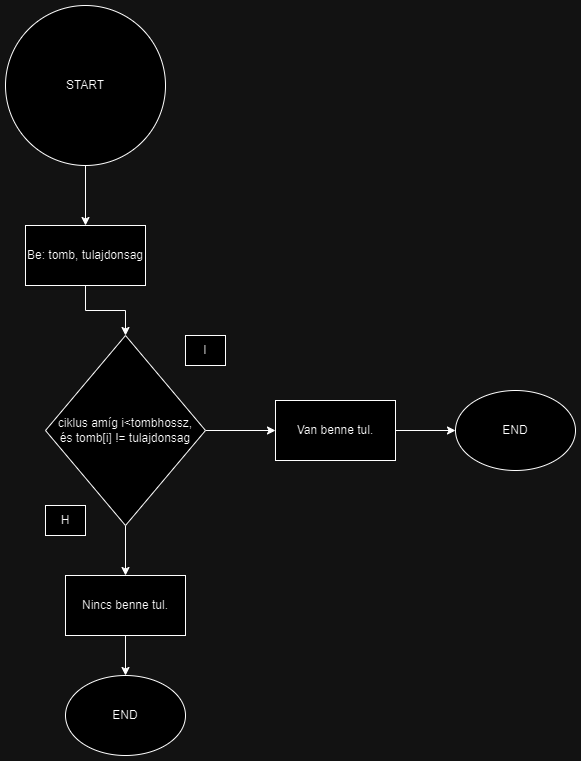 START
Be: tomb, tulajdonsag
I
ciklus amíg i<tombhossz,
és tomb[i] != tulajdonsag
Van benne tul.
END
H
Nincs benne tul.
END